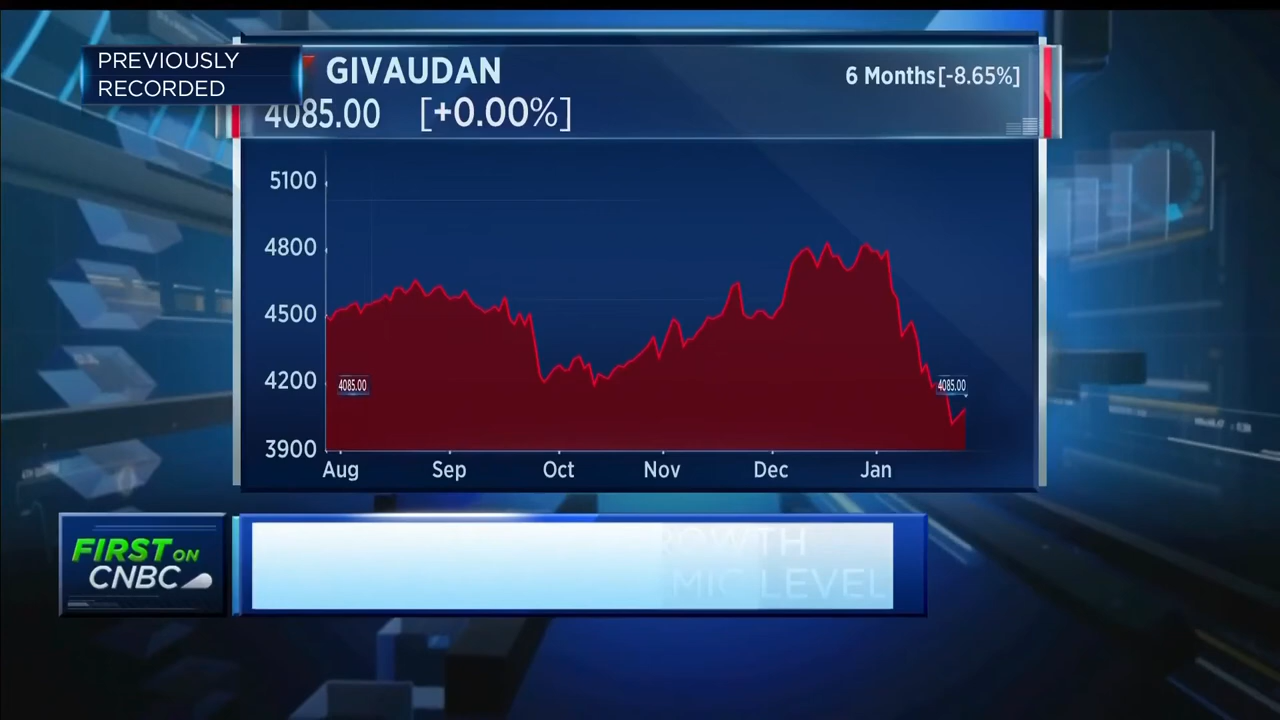 PREVIOUSLY
RECORDED
GIVAUDAN
6 Months[-8.65%]
4085.00 [+0.00%]
5100
4800
4500
4200
3900
4085.00
4085.00
Aug Sep Oct Nov Dec Jan
FIRST ON
CNBC
LEVEL